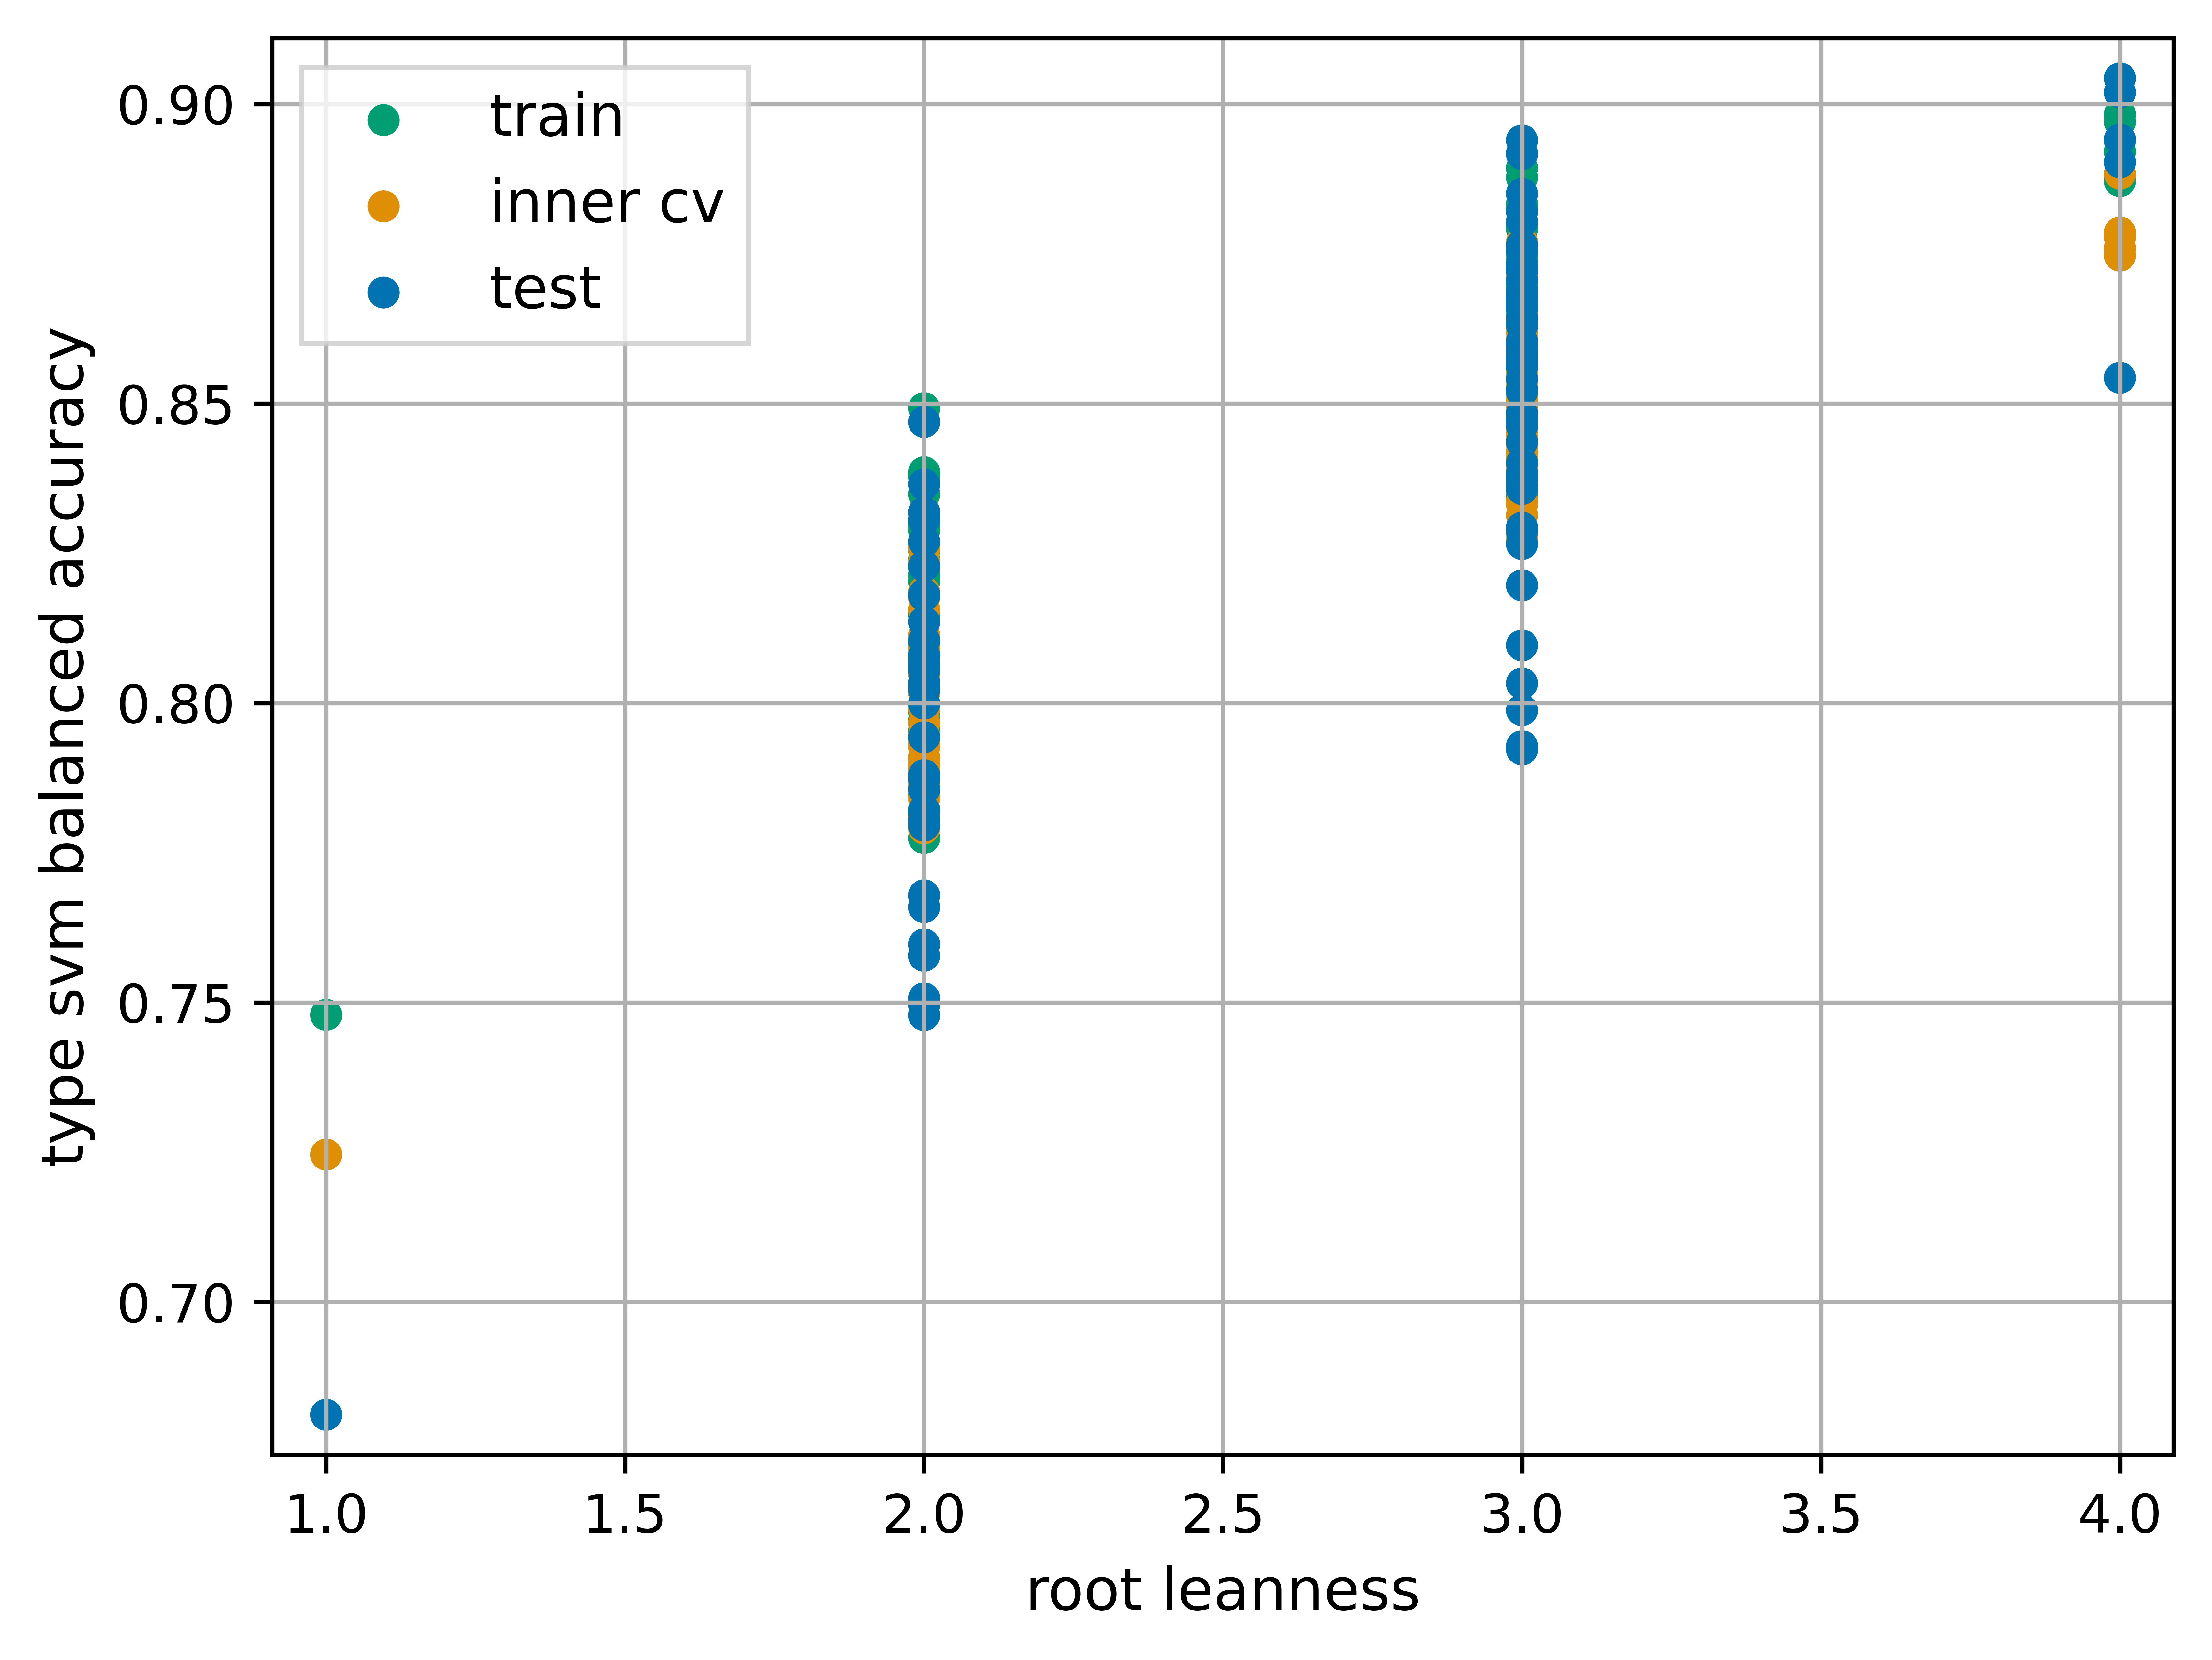 train
inner cv
test
type svm balanced accuracy
0.90
0.85
0.80
0.75
0.70
1.0 1.5 2.0 2.5 3.0 3.5 4.0
root leanness